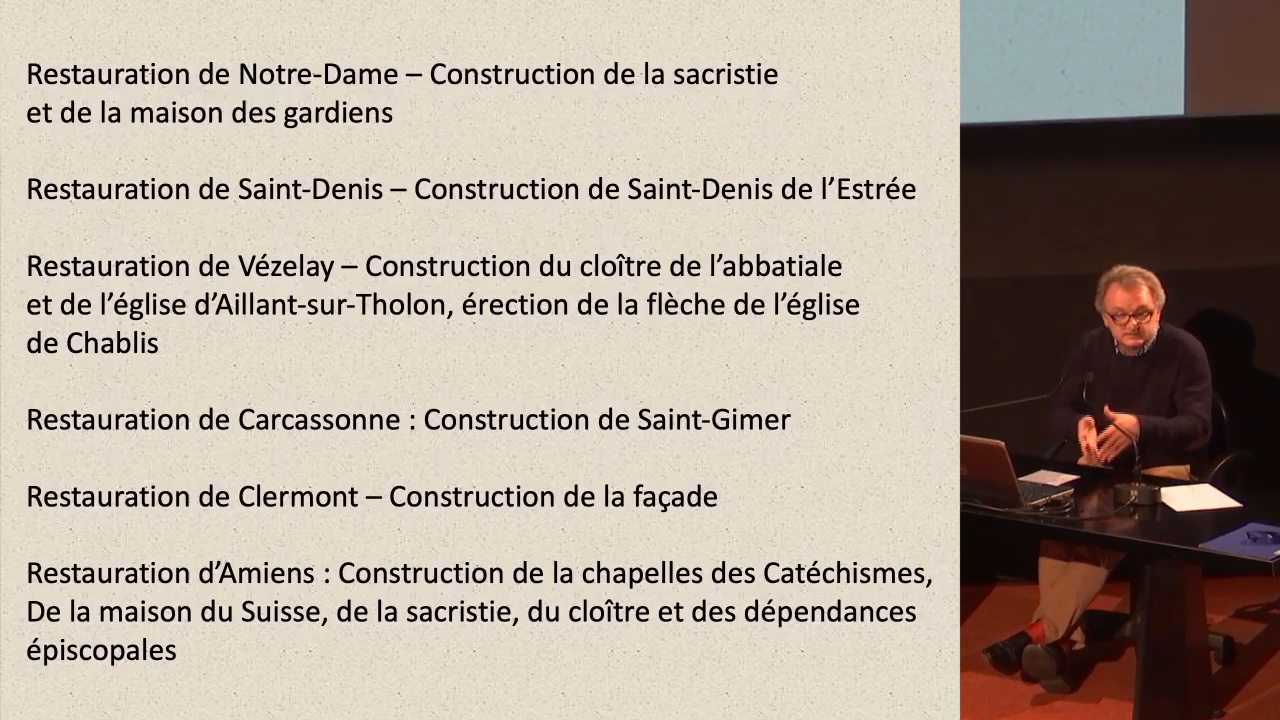 Restauration de Notre-Dame – Construction de la sacristie
et de la maison des gardiens
Restauration de Saint-Denis – Construction de Saint-Denis de l’Estrée
Restauration de Vézelay – Construction du cloître de l’abbatiale
et de l’église d’Aillant-sur-Tholon, érection de la flèche de l’église
de Chablis
Restauration de Carcassonne : Construction de Saint-Gimer
Restauration de Clermont – Construction de la façade
Restauration d’Amiens : Construction de la chapelles des Catéchismes,
De la maison du Suisse, de la sacristie, du cloître et des dépendances
épiscopales